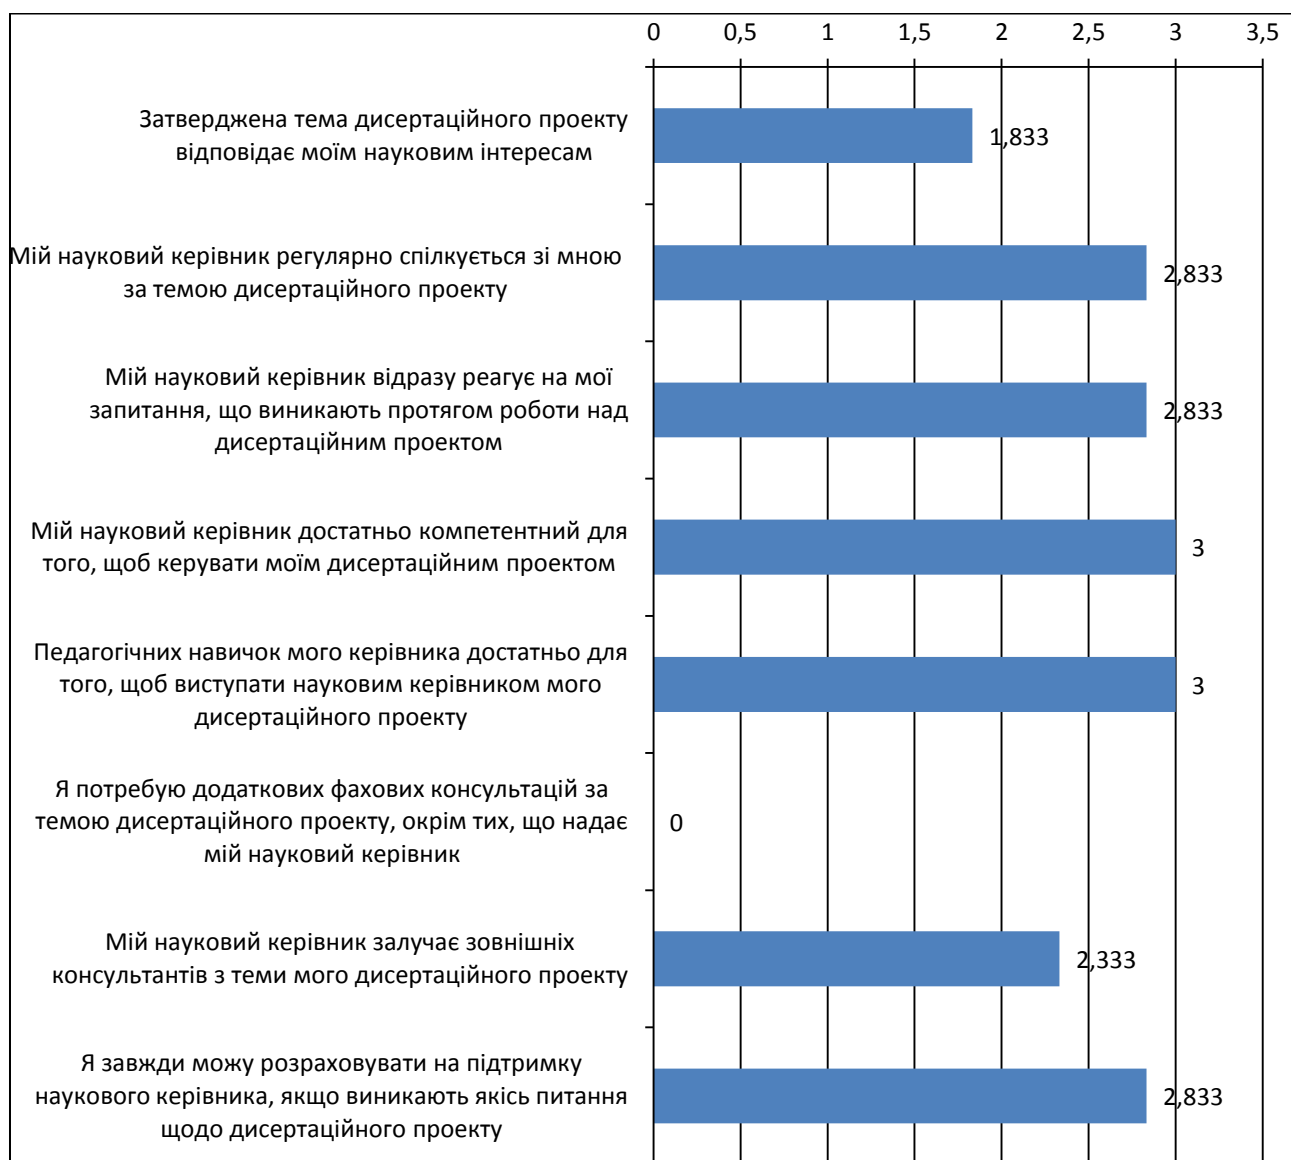 0 0,5 1 1,5 2 2,5 3 3,5
Затверджена тема дисертаційного проекту
відповідає моїм науковим інтересам
1,833
Мій науковий керівник регулярно спілкується зі мною
за темою дисертаційного проекту
2,833
Мій науковий керівник відразу реагує на мої
запитання, що виникають протягом роботи над
дисертаційним проектом
2,833
Мій науковий керівник достатньо компетентний для
того, щоб керувати моїм дисертаційним проектом
3
Педагогічних навичок мого керівника достатньо для
того, щоб виступати науковим керівником мого
дисертаційного проекту
3
Я потребую додаткових фахових консультацій за
темою дисертаційного проекту, окрім тих, що надає
мій науковий керівник
0
Мій науковий керівник залучає зовнішніх
консультантів з теми мого дисертаційного проекту
2,333
Я завжди можу розраховувати на підтримку
наукового керівника, якщо виникають якісь питання
щодо дисертаційного проекту
2,833